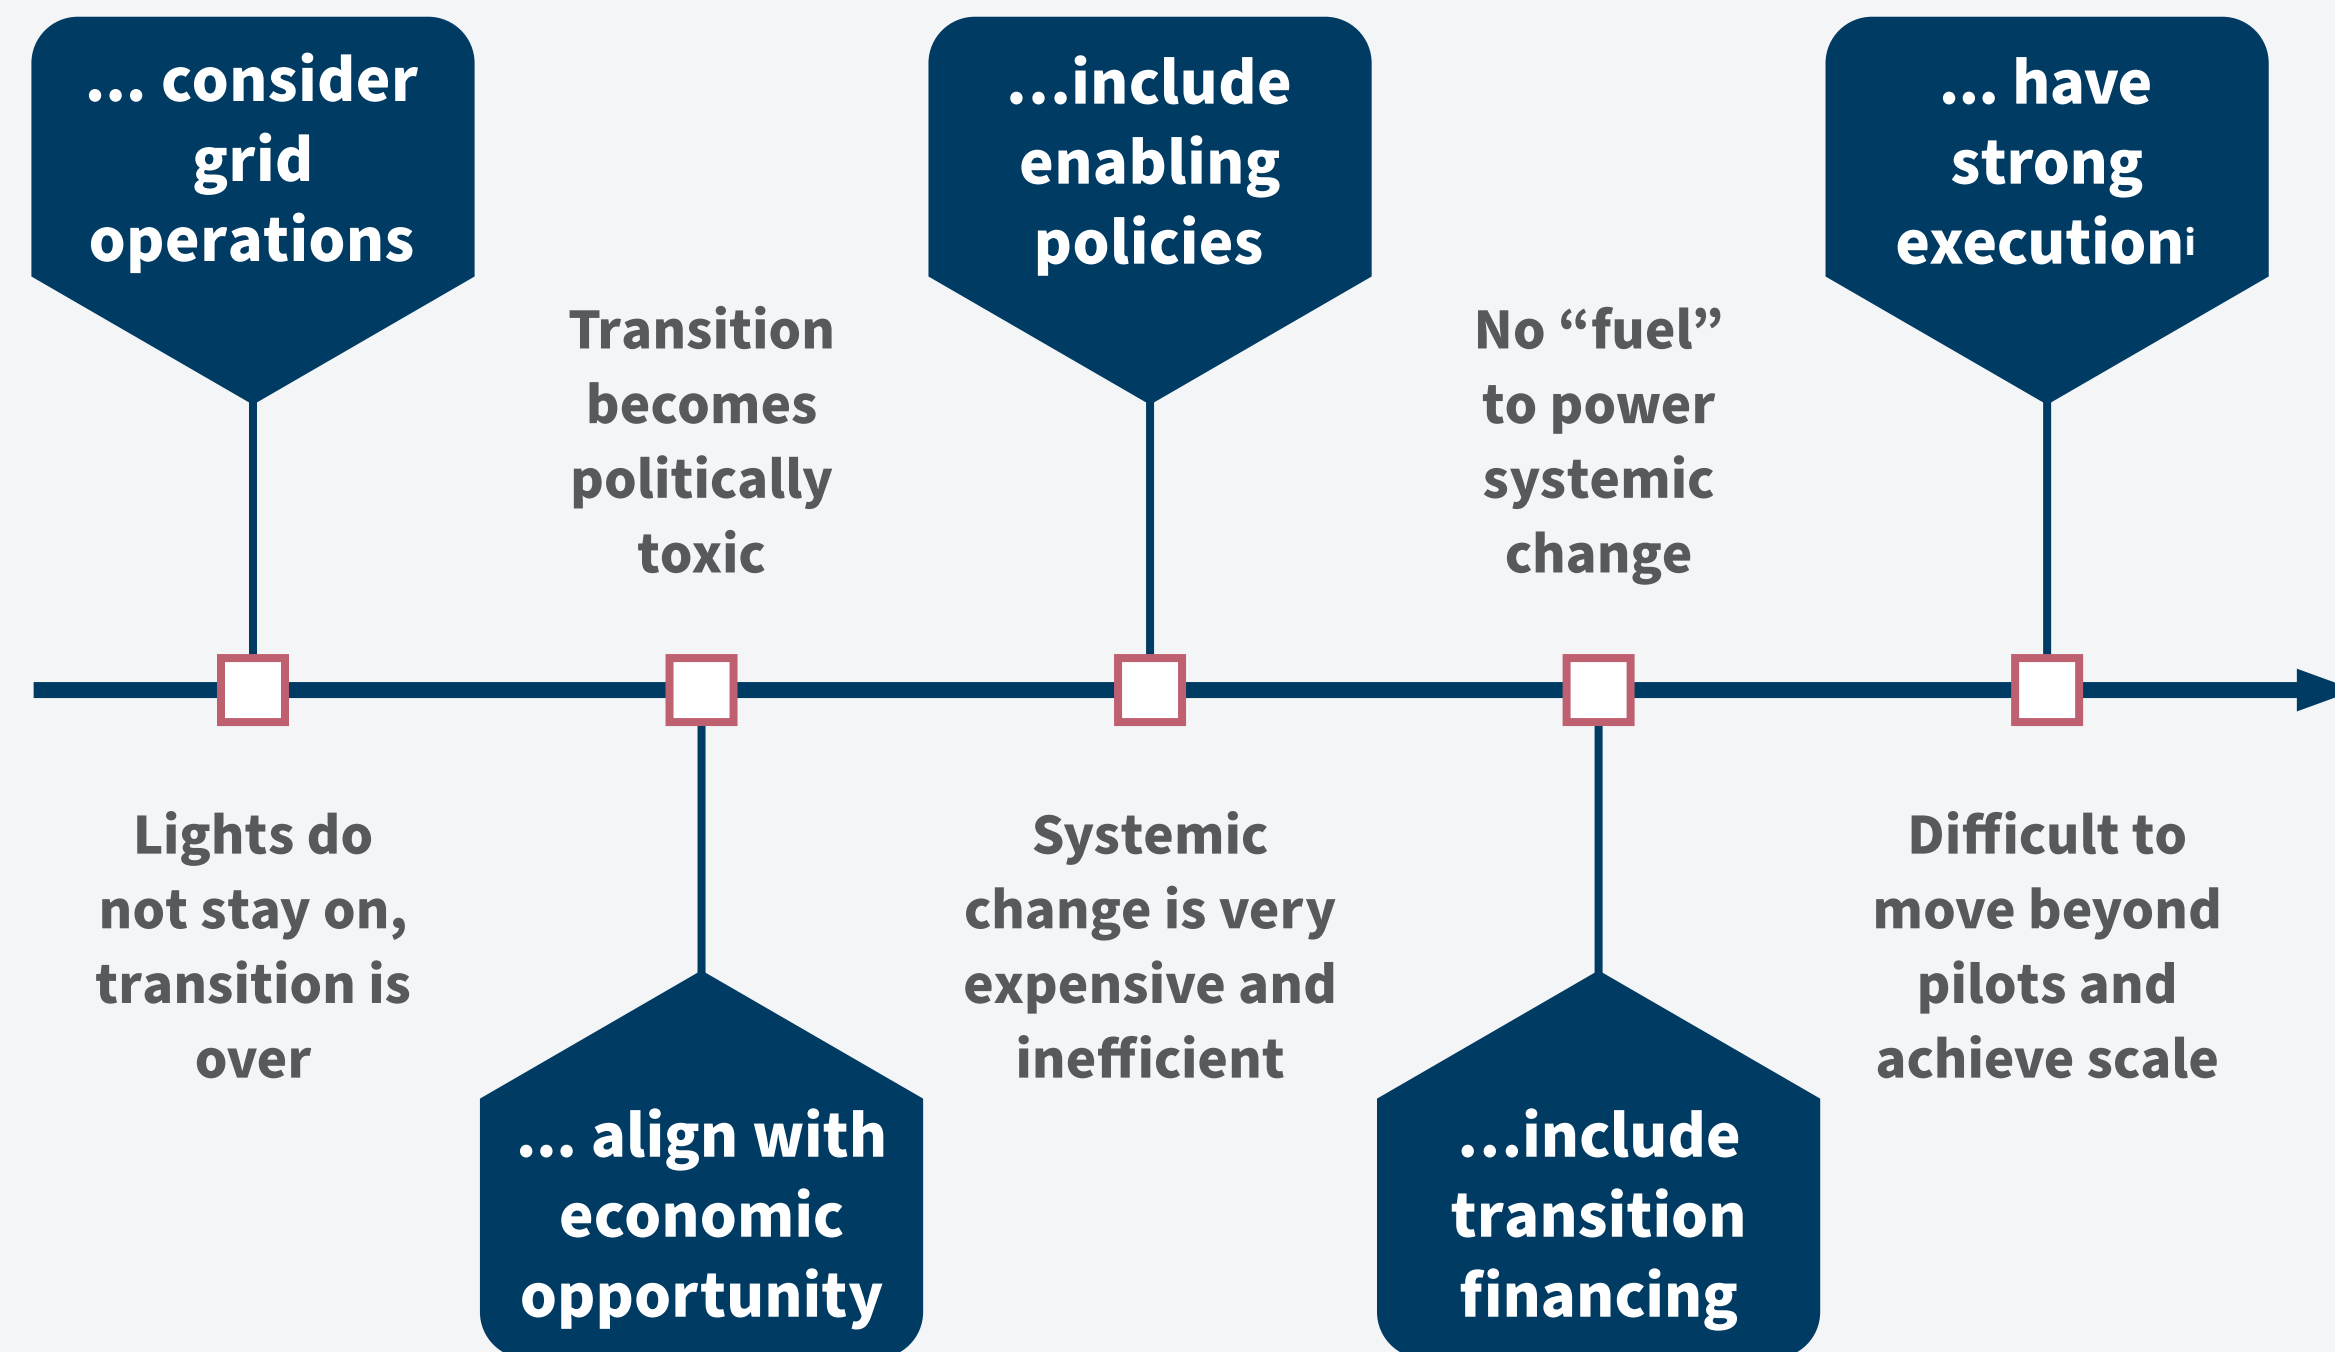 ... consider
grid
operations
Lights do
not stay on,
transition is
over
Transition
becomes
politically
toxic
... align with
economic
opportunity
...include
enabling
policies
Systemic
change is very
expensive and
inefficient
No “fuel”
to power
systemic
change
...include
transition
financing
... have
strong
executionⁱ
Difficult to
move beyond
pilots and
achieve scale